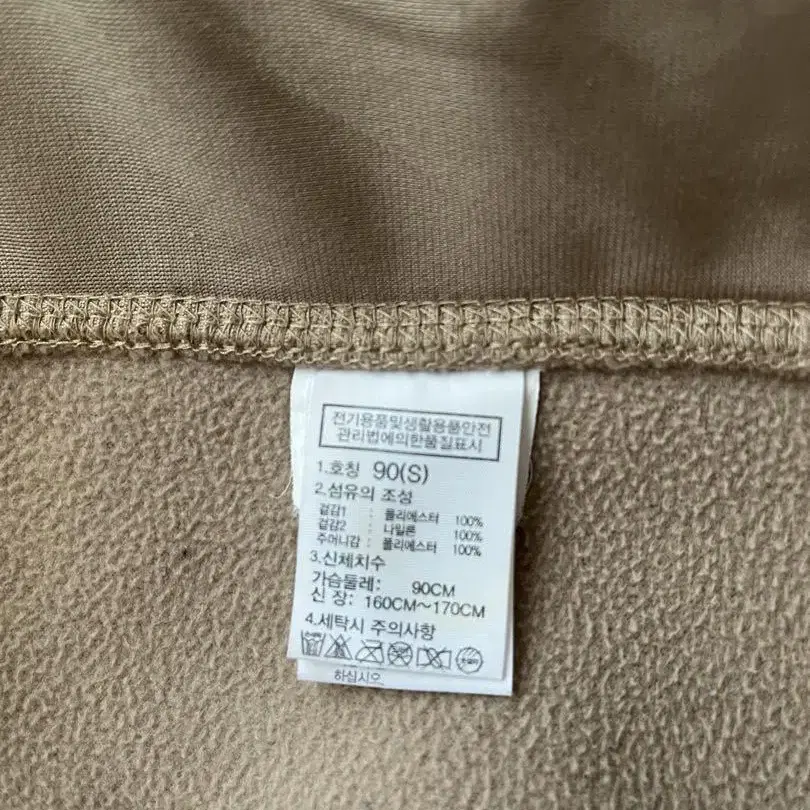 전기용품및생활용품안전
관리법에의한품질표시
1.호칭 90(S)
2.섬유의 조성
겉감1 : 폴리에스터 100%
겉감2 : 나일론 100%
주머니감 : 폴리에스터 100%
3.신체치수
가슴둘레: 90CM
신 장: 160CM~170CM
4.세탁시 주의사항
하십시오.